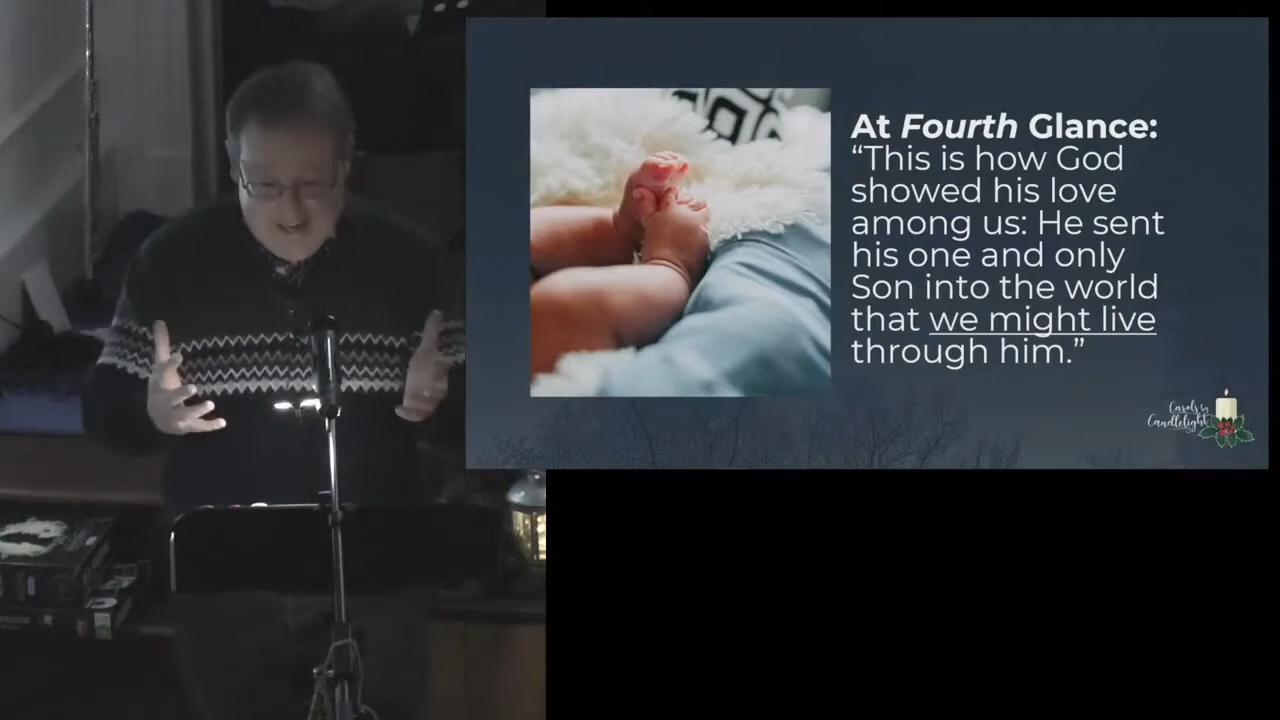 At Fourth Glance:
“This is how God
showed his love
among us: He sent
his one and only
Son into the world
that we might live
through him.”
Carols by
Candlelight